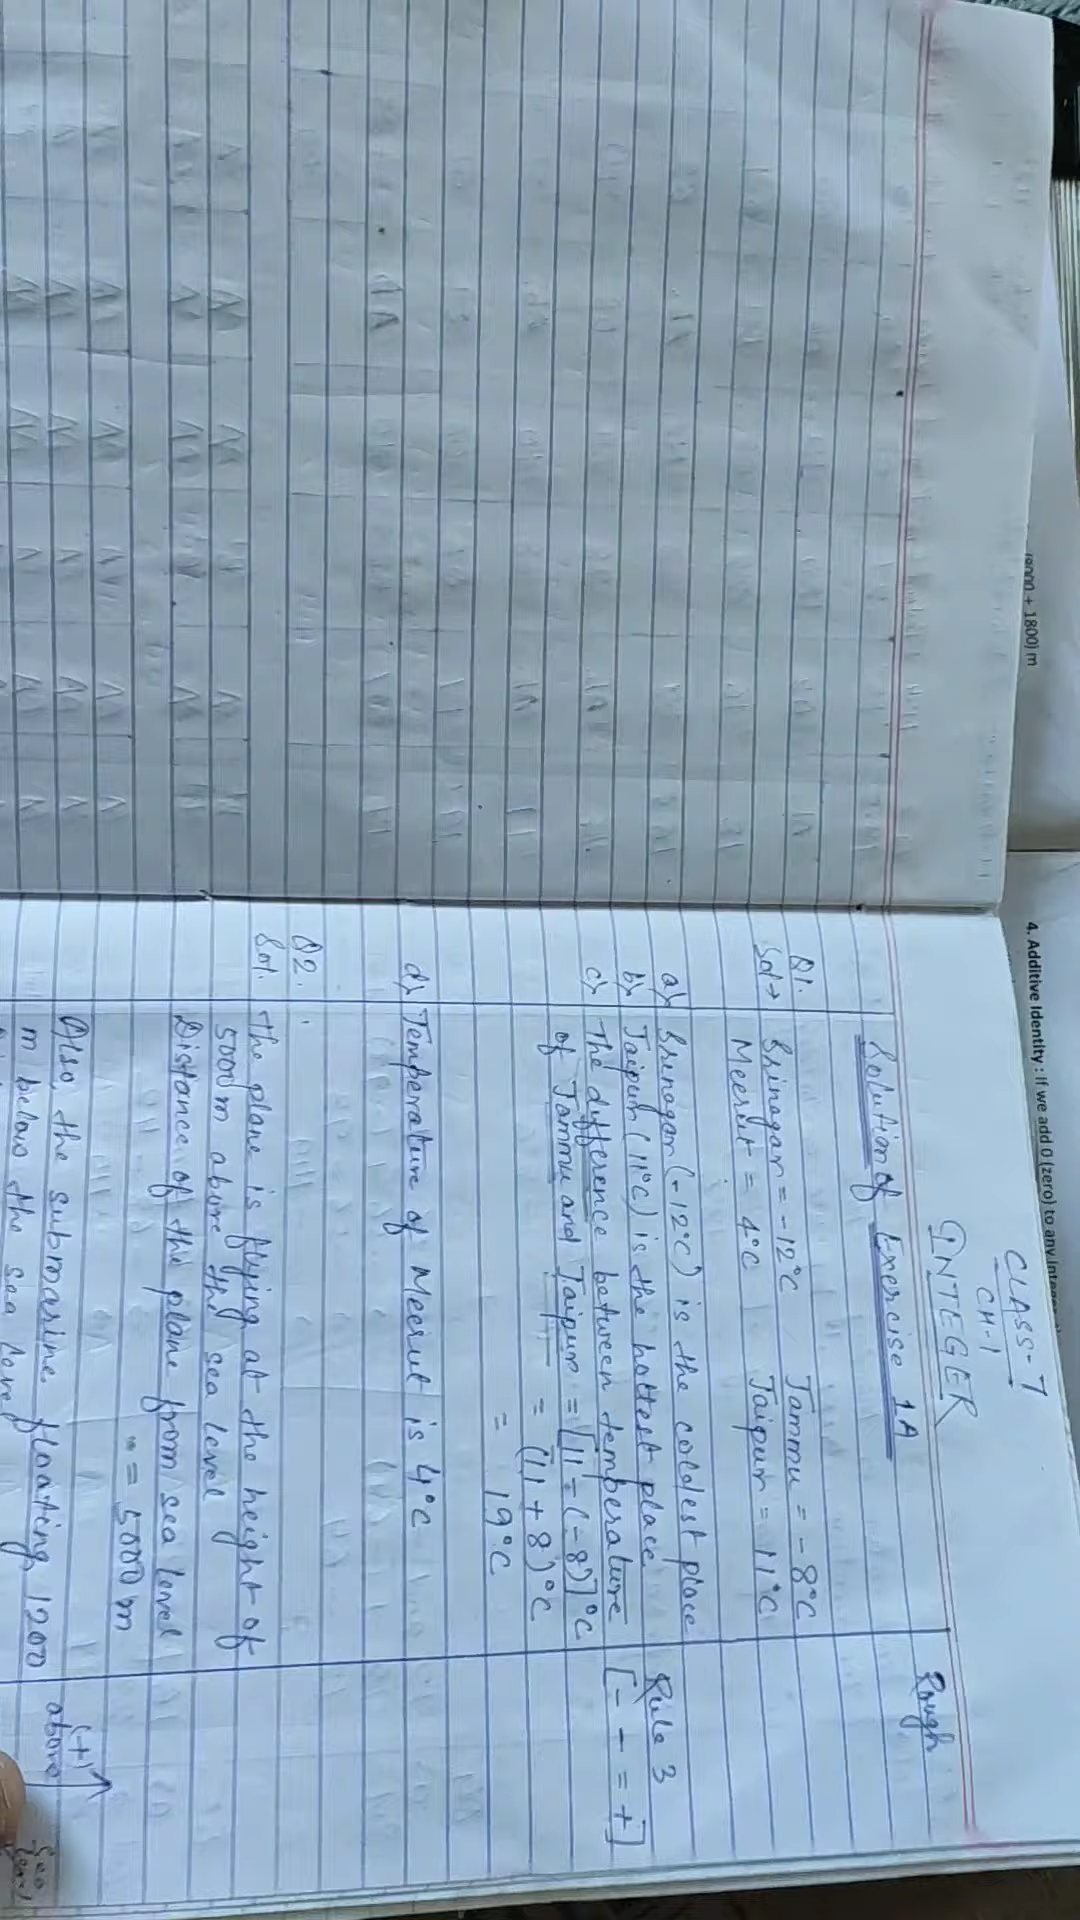 (8000 + 1800) m
4. Additive Identity : If we add 0 (zero) to any
CLASS-7
CH-1
INTEGER
Rough
Solution of Exercise 1A
Q1.
Sol→ Srinagar = -12°C Jammu = -8°C
Meerut = 4°C Jaipur = 11°C
a) Srinagar (-12°C) is the coldest place
b) Jaipur (11°C) is the hottest place
c) The difference between temperature
of Jammu and Jaipur = [11-(-8)]°C
= (11+8)°C
= 19°C
Rule 3
[- - = +]
d) Temperature of Meerut is 4°C
Q2.
Sol. The plane is flying at the height of
5000 m above the sea level
Distance of the plane from sea level
= 5000 m
Also, the submarine floating 1200
m below the sea level
(+)
above
Sea
level